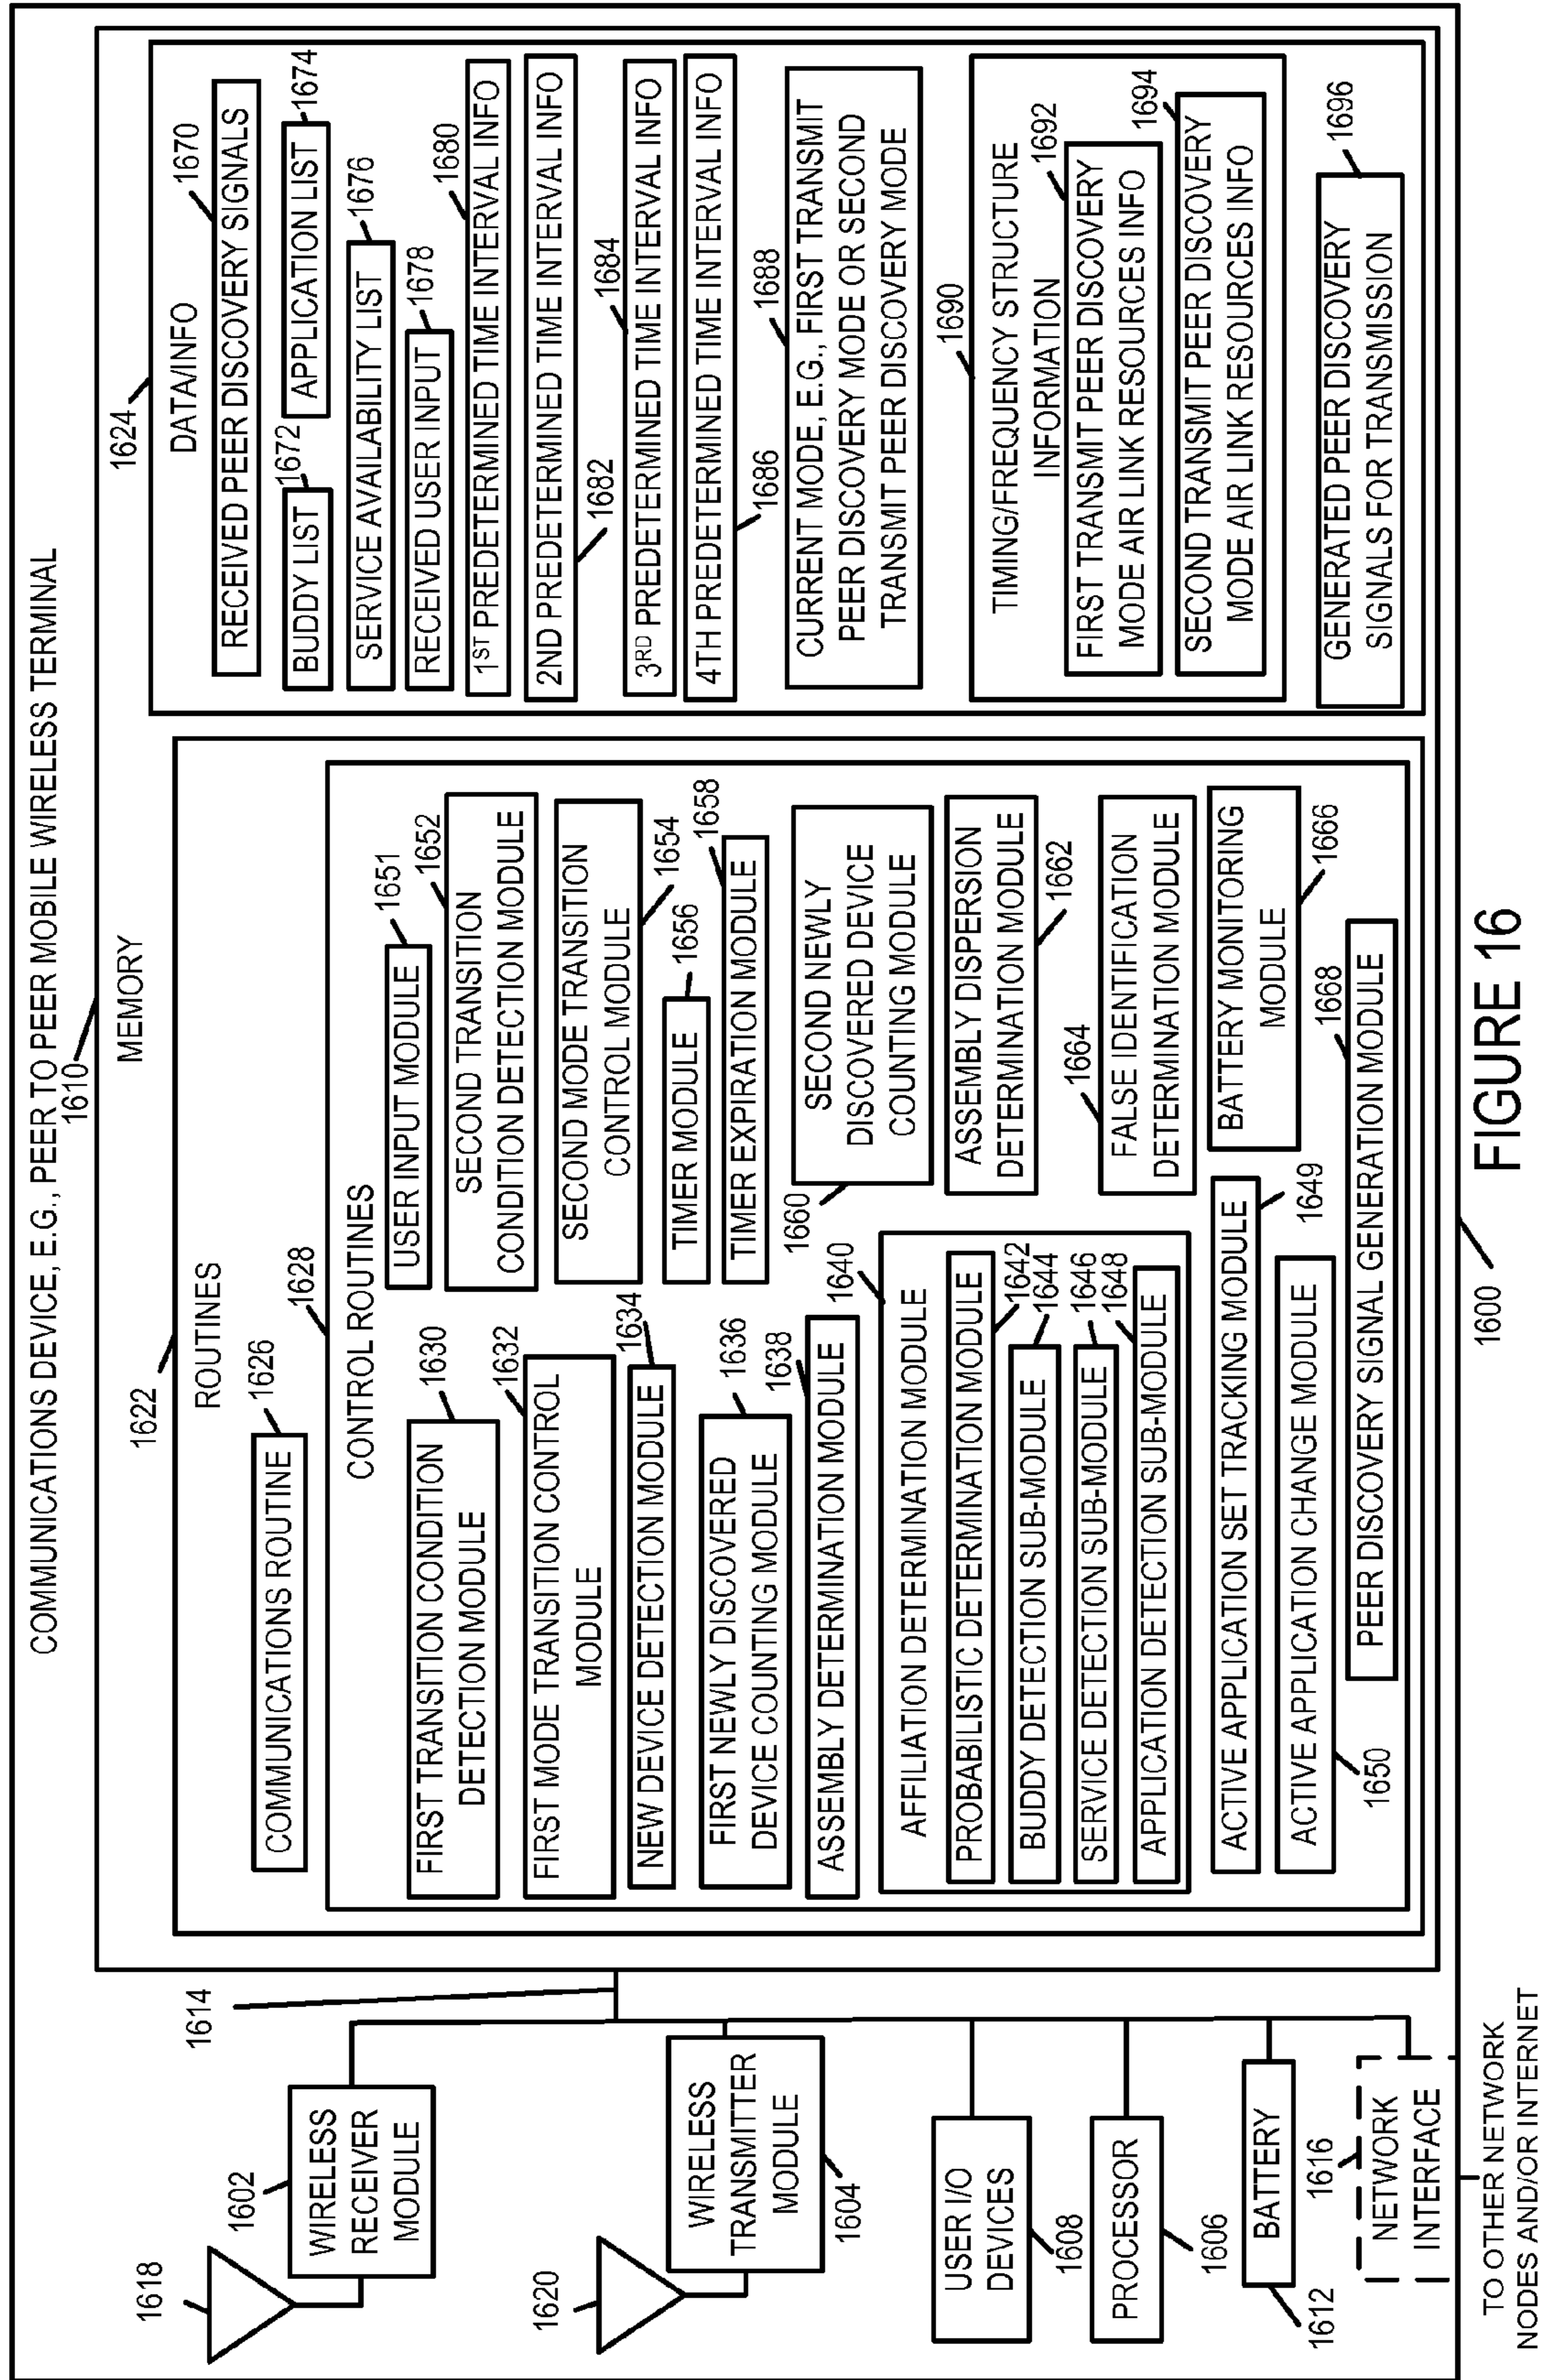 COMMUNICATIONS DEVICE, E.G., PEER TO PEER MOBILE WIRELESS TERMINAL
1610
MEMORY
1618
1602
WIRELESS
RECEIVER
MODULE
1620
WIRELESS
TRANSMITTER
MODULE
1604
1614
USER I/O
DEVICES
1608
PROCESSOR
1606
BATTERY
1612
1616
NETWORK
INTERFACE
TO OTHER NETWORK
NODES AND/OR INTERNET
1622
ROUTINES
COMMUNICATIONS ROUTINE
1626
1628
CONTROL ROUTINES
FIRST TRANSITION CONDITION
DETECTION MODULE
1630
FIRST MODE TRANSITION CONTROL
MODULE
1632
NEW DEVICE DETECTION MODULE
1634
FIRST NEWLY DISCOVERED
DEVICE COUNTING MODULE
1636
ASSEMBLY DETERMINATION MODULE
1638
1640
AFFILIATION DETERMINATION MODULE
PROBABILISTIC DETERMINATION MODULE
1642
BUDDY DETECTION SUB-MODULE
1644
SERVICE DETECTION SUB-MODULE
1646
APPLICATION DETECTION SUB-MODULE
1648
ACTIVE APPLICATION SET TRACKING MODULE
1649
ACTIVE APPLICATION CHANGE MODULE
1650
USER INPUT MODULE
1651
SECOND TRANSITION
CONDITION DETECTION MODULE
1652
SECOND MODE TRANSITION
CONTROL MODULE
1654
TIMER MODULE
1656
TIMER EXPIRATION MODULE
1658
SECOND NEWLY
DISCOVERED DEVICE
COUNTING MODULE
1660
ASSEMBLY DISPERSION
DETERMINATION MODULE
1662
1664
FALSE IDENTIFICATION
DETERMINATION MODULE
BATTERY MONITORING
MODULE
1666
1668
PEER DISCOVERY SIGNAL GENERATION MODULE
1624
DATA/INFO
1670
RECEIVED PEER DISCOVERY SIGNALS
BUDDY LIST
1672
APPLICATION LIST
1674
SERVICE AVAILABILITY LIST
1676
RECEIVED USER INPUT
1678
1680
1ST PREDETERMINED TIME INTERVAL INFO
2ND PREDETERMINED TIME INTERVAL INFO
1682
1684
3RD PREDETERMINED TIME INTERVAL INFO
4TH PREDETERMINED TIME INTERVAL INFO
1686
1688
CURRENT MODE, E.G., FIRST TRANSMIT
PEER DISCOVERY MODE OR SECOND
TRANSMIT PEER DISCOVERY MODE
1690
TIMING/FREQUENCY STRUCTURE
INFORMATION
1692
FIRST TRANSMIT PEER DISCOVERY
MODE AIR LINK RESOURCES INFO
1694
SECOND TRANSMIT PEER DISCOVERY
MODE AIR LINK RESOURCES INFO
GENERATED PEER DISCOVERY
SIGNALS FOR TRANSMISSION
1696
1600
FIGURE 16